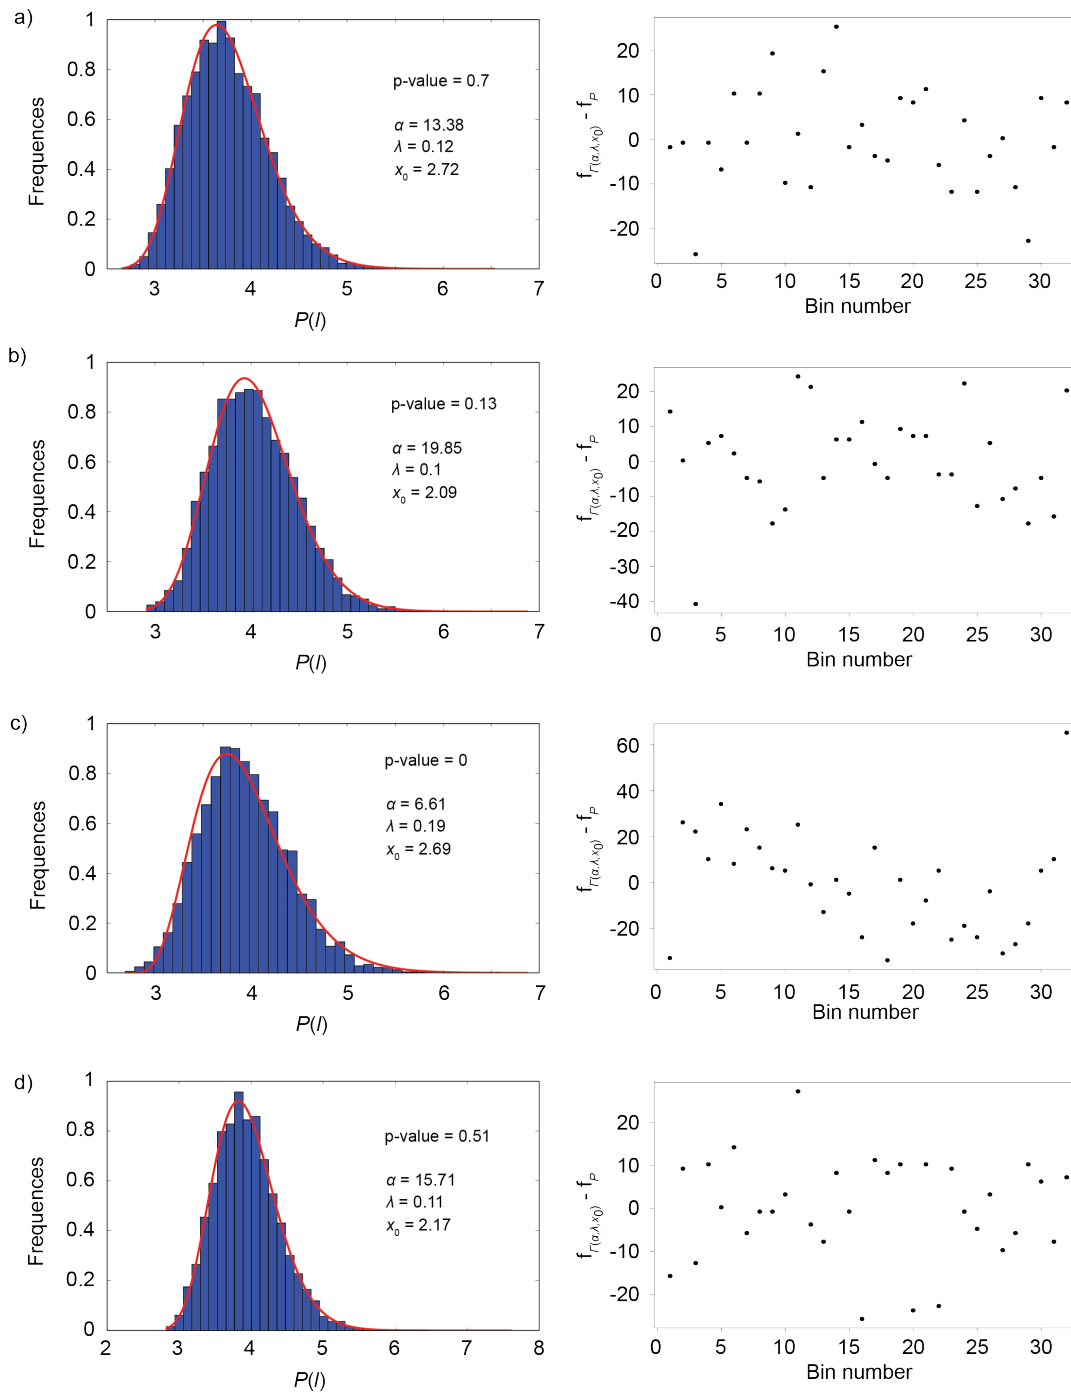 a)
1
0.8
0.6
0.4
0.2
0
Frequences
p-value = 0.7
α = 13.38
λ = 0.12
x0 = 2.72
3 4 5 6 7
P(l)
20
10
0
-10
-20
fΓ(α,λ,x0) - fP
0 5 10 15 20 25 30
Bin number
b)
1
0.8
0.6
0.4
0.2
0
Frequences
p-value = 0.13
α = 19.85
λ = 0.1
x0 = 2.09
3 4 5 6 7
P(l)
20
10
0
-10
-20
-30
-40
fΓ(α,λ,x0) - fP
0 5 10 15 20 25 30
Bin number
c)
1
0.8
0.6
0.4
0.2
0
Frequences
p-value = 0
α = 6.61
λ = 0.19
x0 = 2.69
3 4 5 6 7
P(l)
60
40
20
0
-20
fΓ(α,λ,x0) - fP
0 5 10 15 20 25 30
Bin number
d)
1
0.8
0.6
0.4
0.2
0
Frequences
p-value = 0.51
α = 15.71
λ = 0.11
x0 = 2.17
2 3 4 5 6 7 8
P(l)
20
10
0
-10
-20
fΓ(α,λ,x0) - fP
0 5 10 15 20 25 30
Bin number